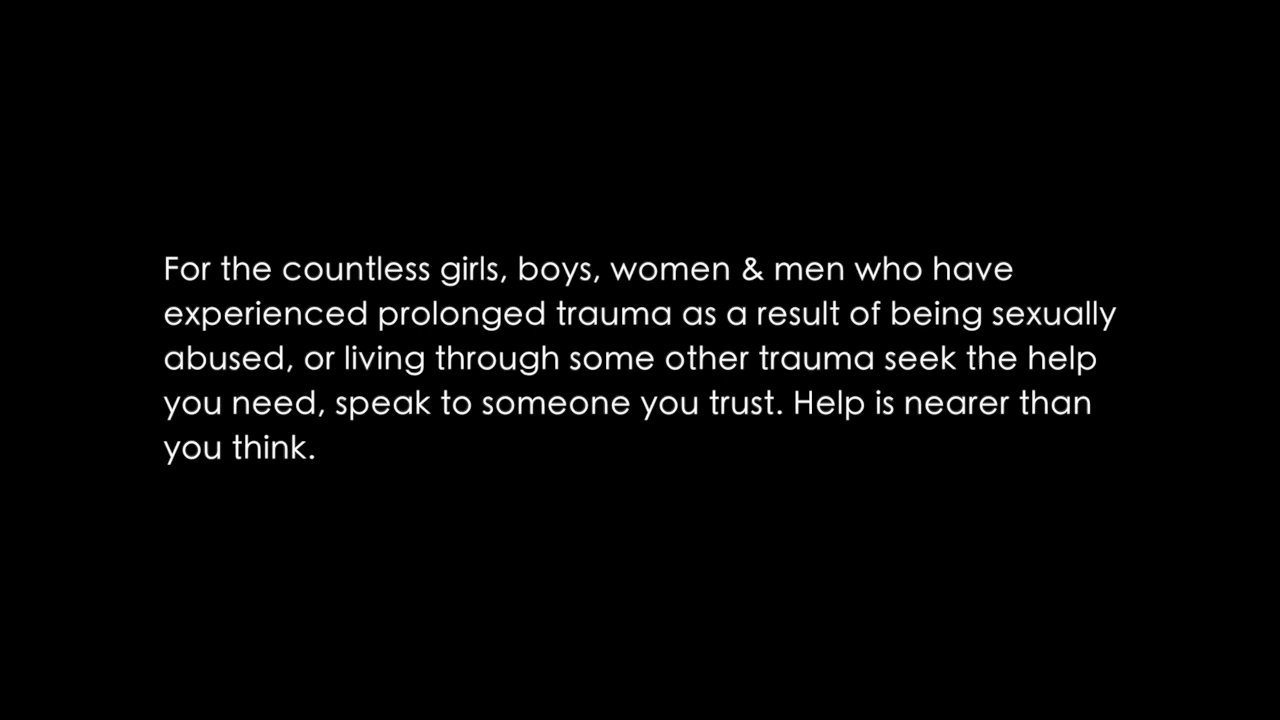 For the countless girls, boys, women & men who have
experienced prolonged trauma as a result of being sexually
abused, or living through some other trauma seek the help
you need, speak to someone you trust. Help is nearer than
you think.